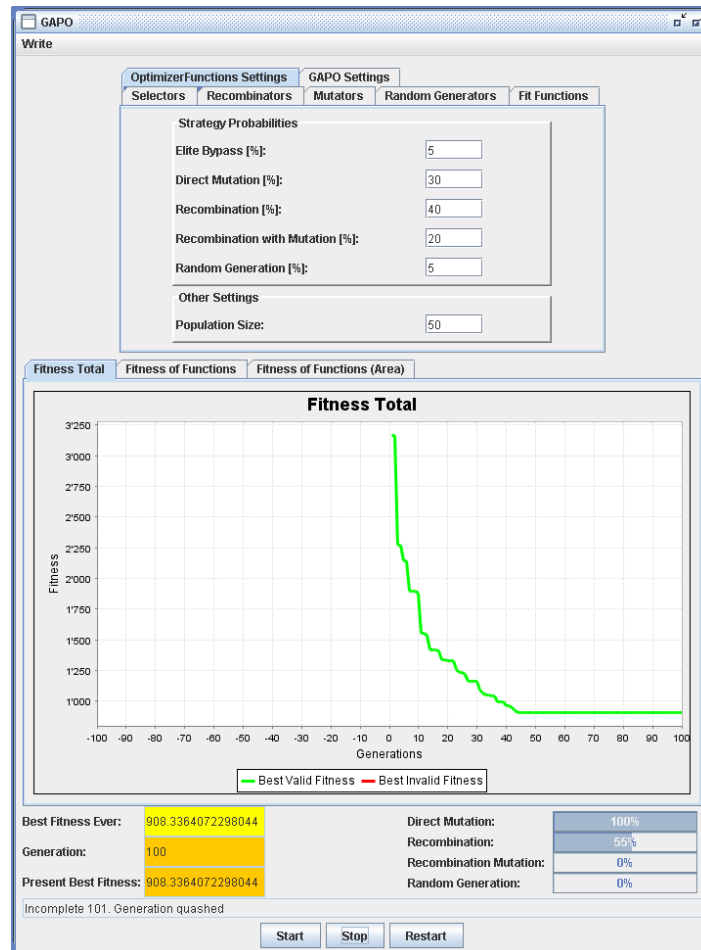 GAPO
Write
OptimizerFunctions Settings GAPO Settings
Selectors Recombinators Mutators Random Generators Fit Functions
Strategy Probabilities
Elite Bypass [%]: 5
Direct Mutation [%]: 30
Recombination [%]: 40
Recombination with Mutation [%]: 20
Random Generation [%]: 5
Other Settings
Population Size: 50
Fitness Total Fitness of Functions Fitness of Functions (Area)
Fitness Total
3'250
3'000
2'750
2'500
2'250
2'000
1'750
1'500
1'250
1'000
Fitness
-100 -90 -80 -70 -60 -50 -40 -30 -20 -10 0 10 20 30 40 50 60 70 80 90 100
Generations
Best Valid Fitness Best Invalid Fitness
Best Fitness Ever: 908.3364072298044
Generation: 100
Present Best Fitness: 908.3364072298044
Direct Mutation: 100%
Recombination: 55%
Recombination Mutation: 0%
Random Generation: 0%
Incomplete 101. Generation quashed
Start Stop Restart